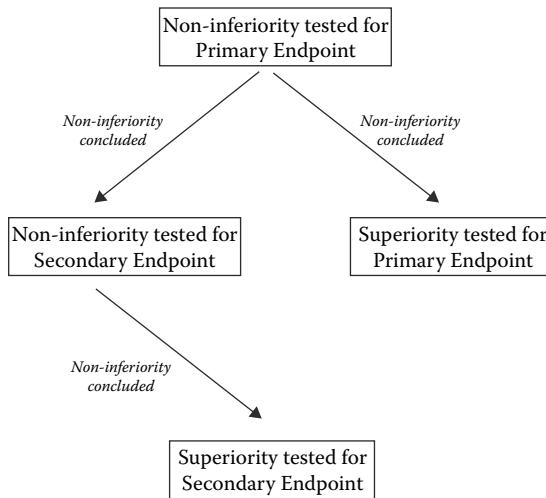 Non-inferiority tested for
Primary Endpoint
Non-inferiority
concluded
Non-inferiority
concluded
Non-inferiority tested for
Secondary Endpoint
Superiority tested for
Primary Endpoint
Non-inferiority
concluded
Superiority tested for
Secondary Endpoint